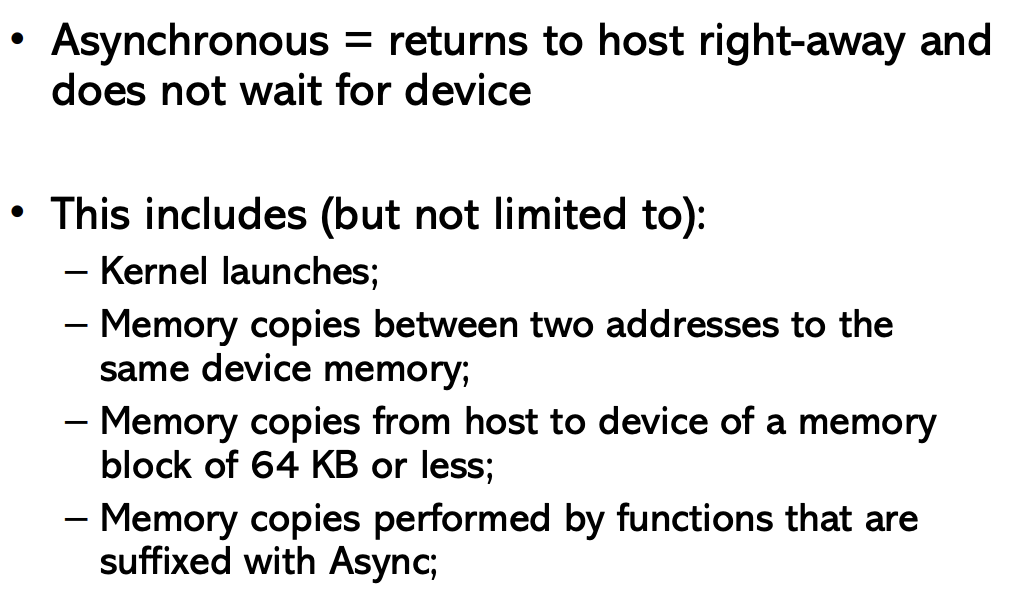 • Asynchronous = returns to host right-away and
does not wait for device
• This includes (but not limited to):
– Kernel launches;
– Memory copies between two addresses to the
same device memory;
– Memory copies from host to device of a memory
block of 64 KB or less;
– Memory copies performed by functions that are
suffixed with Async;